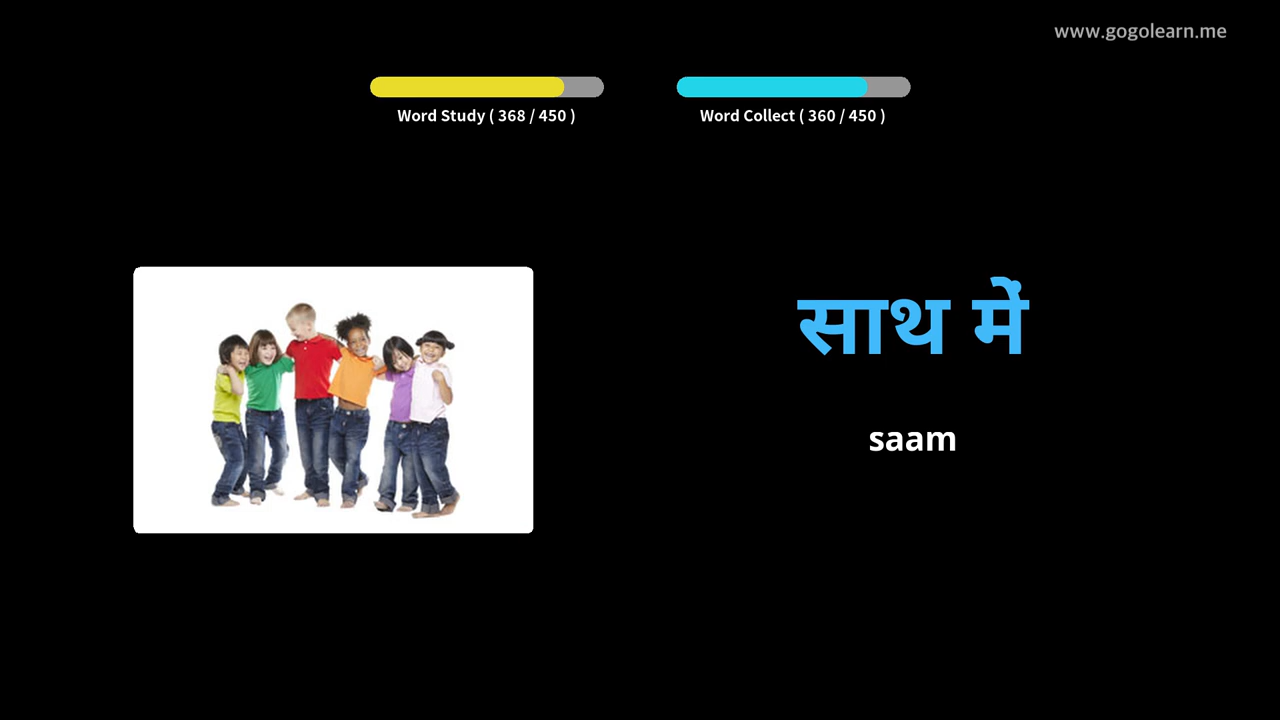 www.gogolearn.me
Word Study ( 368 / 450 )
Word Collect ( 360 / 450 )
साथ में
saam